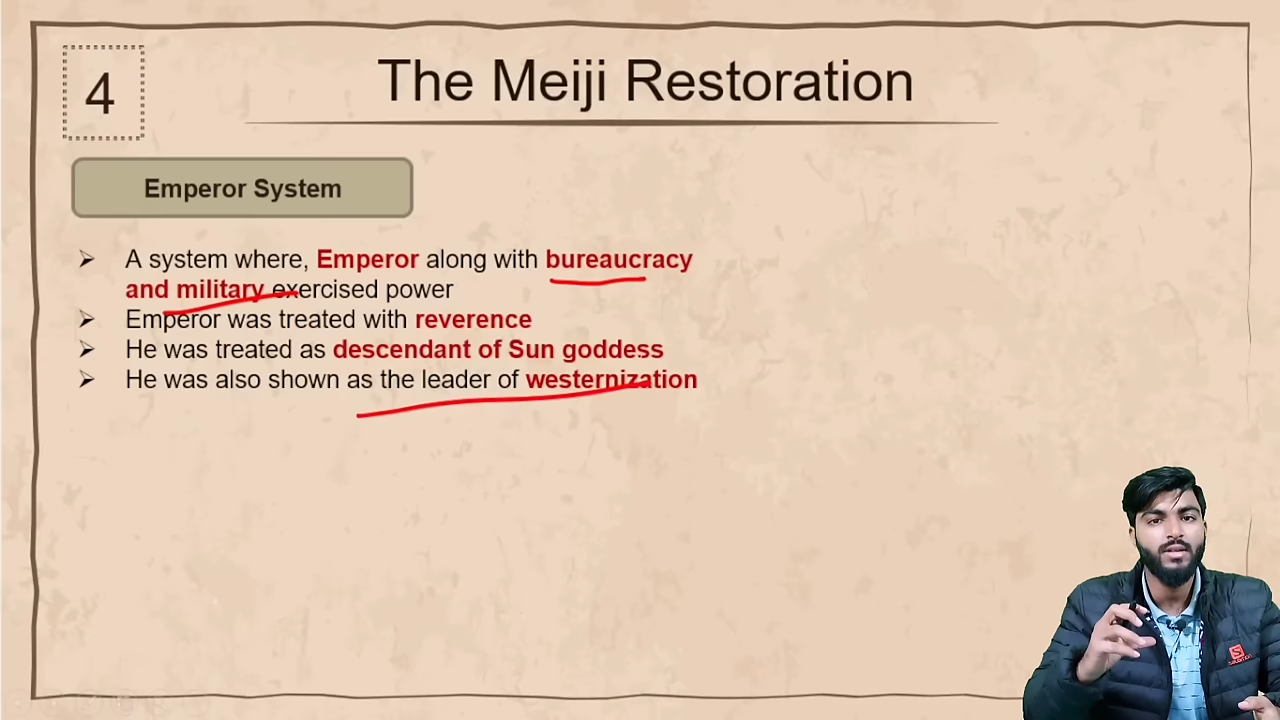 4
The Meiji Restoration
Emperor System
➢ A system where, Emperor along with bureaucracy
and military exercised power
➢ Emperor was treated with reverence
➢ He was treated as descendant of Sun goddess
➢ He was also shown as the leader of westernization